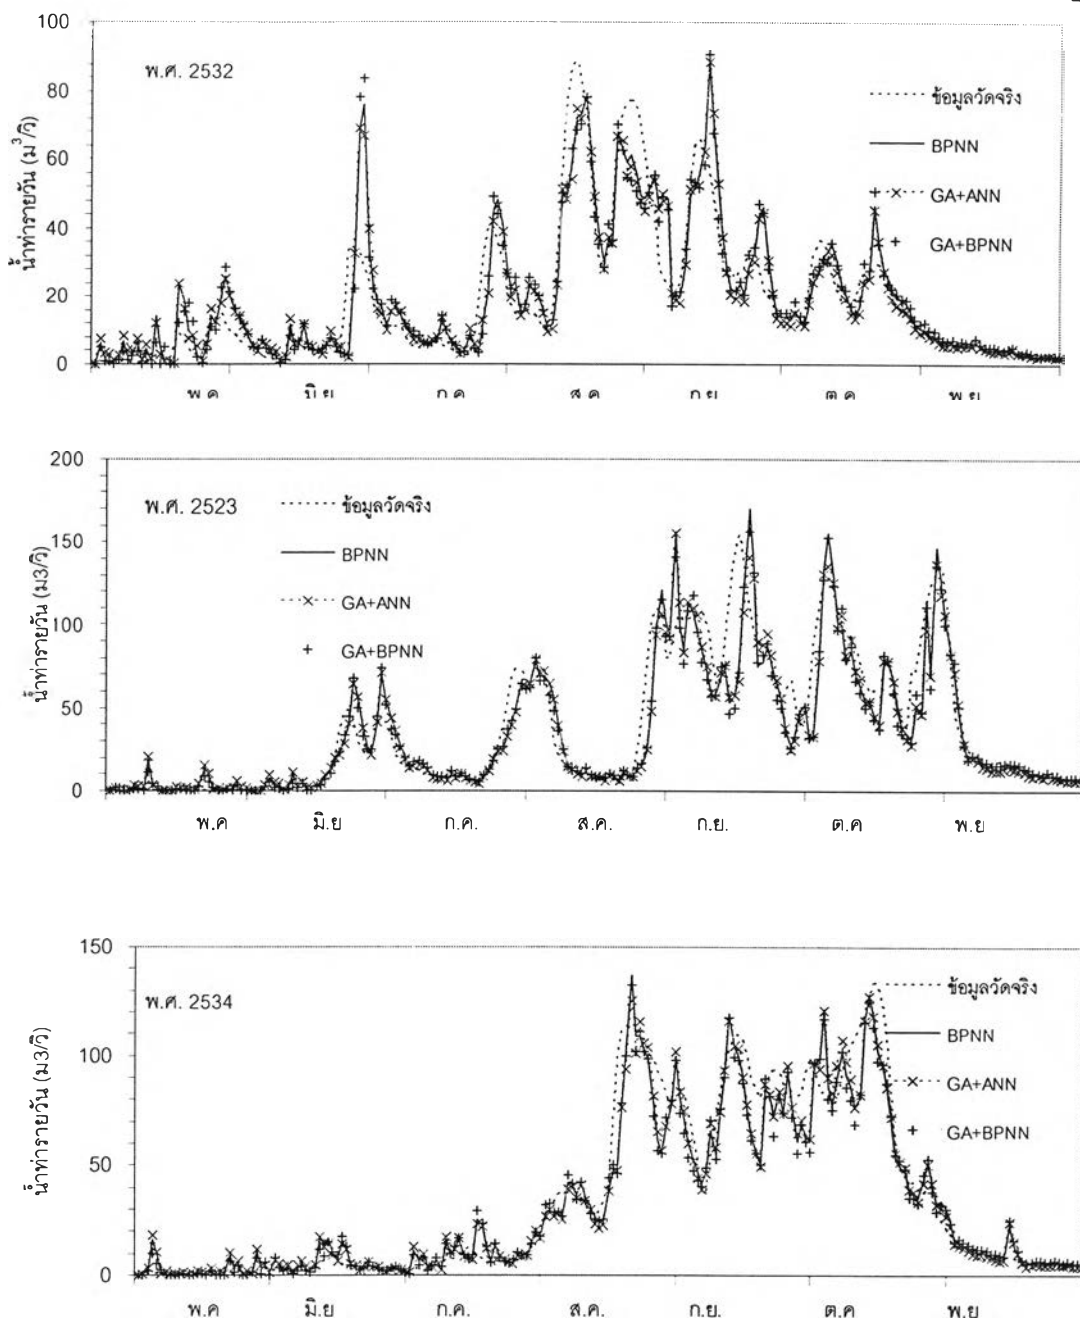 100
พ.ศ. 2532
80
ข้อมูลวัดจริง
BPNN
60
GA+ANN
40
GA+BPNN
20
0
น้ำท่ารายวัน (ม³/วิ)
พ.ค มิ.ย ก.ค ส.ค ก.ย ต.ค พ.ย
200
พ.ศ. 2523
ข้อมูลวัดจริง
150
BPNN
GA+ANN
100
GA+BPNN
50
0
น้ำท่ารายวัน (ม3/วิ)
พ.ค มิ.ย ก.ค. ส.ค. ก.ย. ต.ค พ.ย
150
พ.ศ. 2534
ข้อมูลวัดจริง
BPNN
100
GA+ANN
GA+BPNN
50
0
น้ำท่ารายวัน (ม3/วิ)
พ.ค มิ.ย ก.ค. ส.ค ก.ย. ต.ค พ.ย